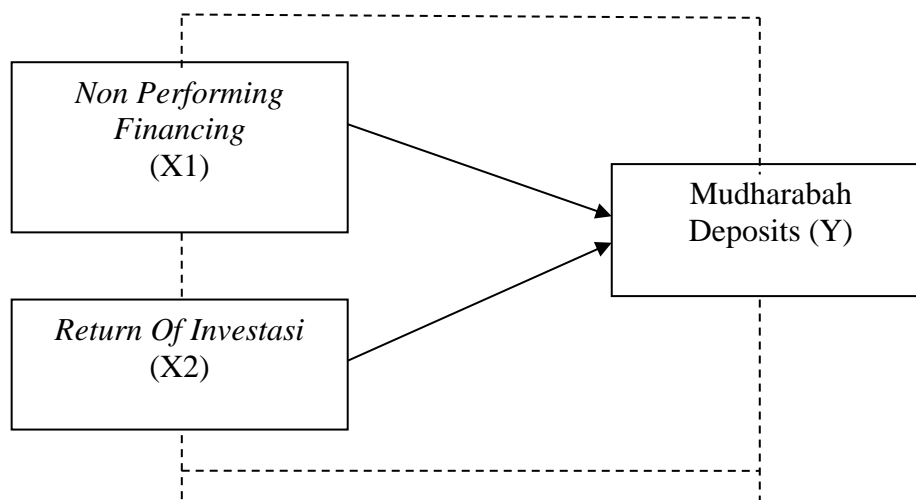 Non Performing
Financing
(X1)
Mudharabah
Deposits (Y)
Return Of Investasi
(X2)